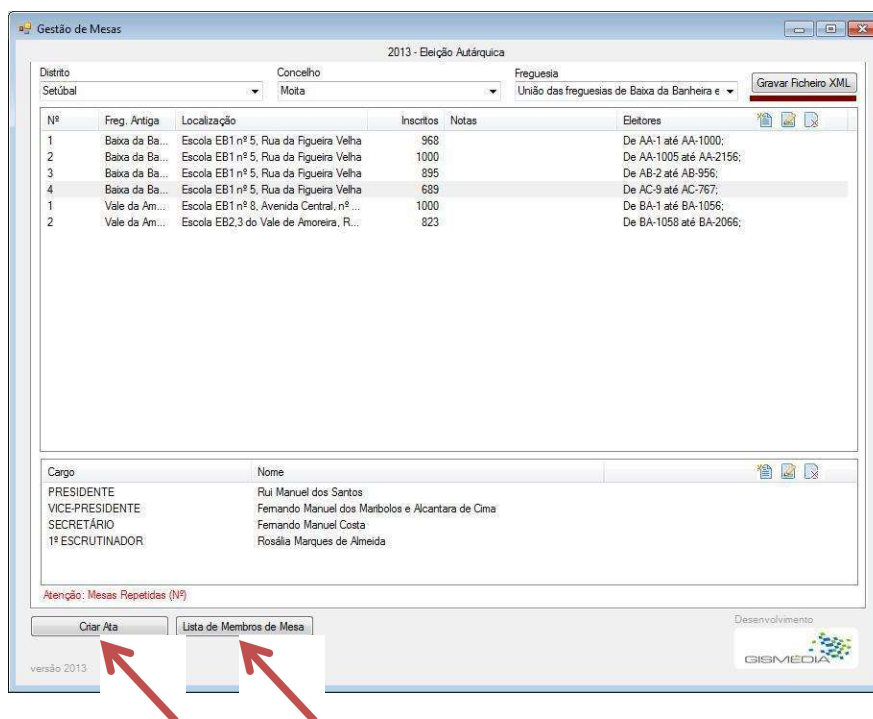 Gestão de Mesas
2013 - Eleição Autárquica
Distrito Concelho Freguesia
Setúbal Moita União das freguesias de Baixa da Banheira e Gravar Ficheiro XML
Nº Freg. Antiga Localização Inscritos Notas Eleitores
1 Baixa da Ba... Escola EB1 nº 5, Rua da Figueira Velha 968 De AA-1 até AA-1000;
2 Baixa da Ba... Escola EB1 nº 5, Rua da Figueira Velha 1000 De AA-1005 até AA-2156;
3 Baixa da Ba... Escola EB1 nº 5, Rua da Figueira Velha 895 De AB-2 até AB-956;
4 Baixa da Ba... Escola EB1 nº 5, Rua da Figueira Velha 689 De AC-9 até AC-767;
1 Vale da Am... Escola EB1 nº 8, Avenida Central, nº ... 1000 De BA-1 até BA-1056;
2 Vale da Am... Escola EB2,3 do Vale de Amoreira, R... 823 De BA-1058 até BA-2066;
Cargo Nome
PRESIDENTE Rui Manuel dos Santos
VICE-PRESIDENTE Fernando Manuel dos Maribolos e Alcantara de Cima
SECRETÁRIO Fernando Manuel Costa
1º ESCRUTINADOR Rosália Marques de Almeida
Atenção: Mesas Repetidas (Nº)
Criar Ata Lista de Membros de Mesa Desenvolvimento
versão 2013 GISMÉDIA